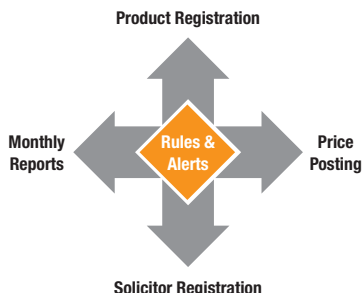 Product Registration
Monthly
Reports
Rules &
Alerts
Price
Posting
Solicitor Registration